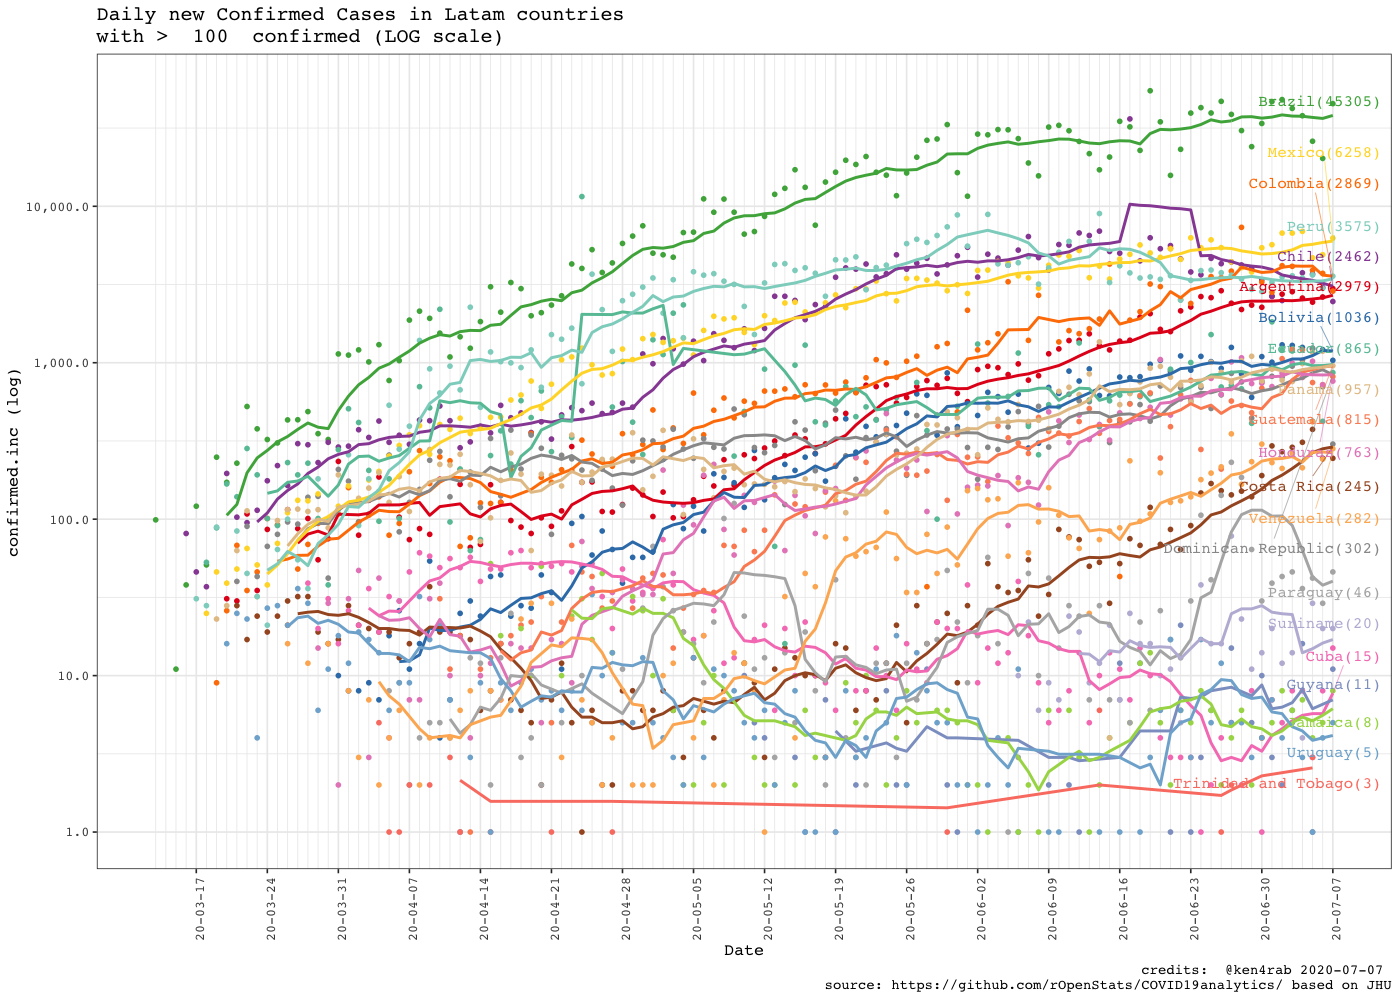 Daily new Confirmed Cases in Latam countries
with >  100  confirmed (LOG scale)
confirmed.inc (log)
10,000.0
1,000.0
100.0
10.0
1.0
Brazil(45305)
Mexico(6258)
Colombia(2869)
Peru(3575)
Chile(2462)
Argentina(2979)
Bolivia(1036)
Ecuador(865)
Panama(957)
Guatemala(815)
Honduras(763)
Costa Rica(245)
Venezuela(282)
Dominican Republic(302)
Paraguay(46)
Suriname(20)
Cuba(15)
Guyana(11)
Jamaica(8)
Uruguay(5)
Trinidad and Tobago(3)
20-03-17
20-03-24
20-03-31
20-04-07
20-04-14
20-04-21
20-04-28
20-05-05
20-05-12
20-05-19
20-05-26
20-06-02
20-06-09
20-06-16
20-06-23
20-06-30
20-07-07
Date
credits:  @ken4rab 2020-07-07
source: https://github.com/rOpenStats/COVID19analytics/ based on JHU